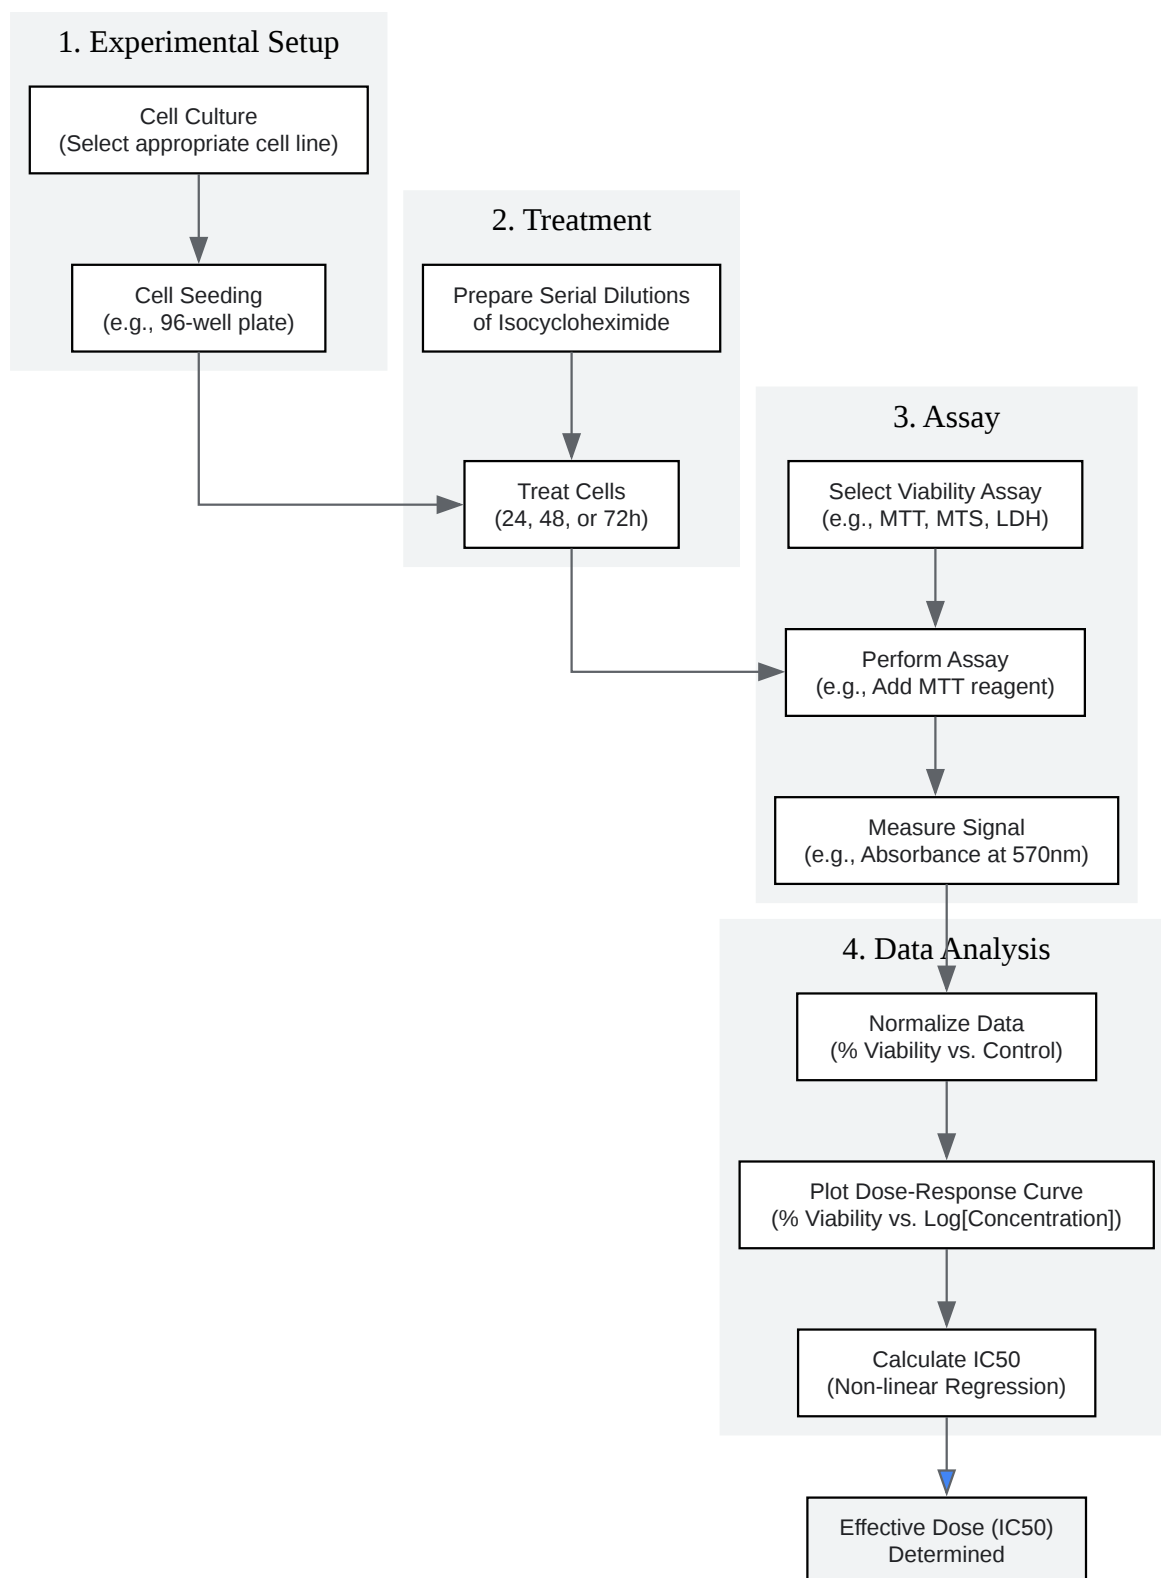 1. Experimental Setup
Cell Culture
(Select appropriate cell line)
Cell Seeding
(e.g., 96-well plate)
2. Treatment
Prepare Serial Dilutions
of Isocycloheximide
Treat Cells
(24, 48, or 72h)
3. Assay
Select Viability Assay
(e.g., MTT, MTS, LDH)
Perform Assay
(e.g., Add MTT reagent)
Measure Signal
(e.g., Absorbance at 570nm)
4. Data Analysis
Normalize Data
(% Viability vs. Control)
Plot Dose-Response Curve
(% Viability vs. Log[Concentration])
Calculate IC50
(Non-linear Regression)
Effective Dose (IC50)
Determined